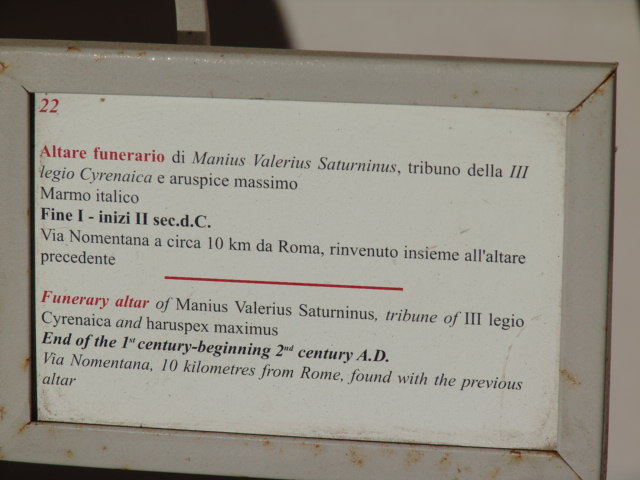 22
Altare funerario di Manius Valerius Saturninus, tribuno della III
legio Cyrenaica e aruspice massimo
Marmo italico
Fine I - inizi II sec.d.C.
Via Nomentana a circa 10 km da Roma, rinvenuto insieme all'altare
precedente
Funerary altar of Manius Valerius Saturninus, tribune of III legio
Cyrenaica and haruspex maximus
End of the 1st century-beginning 2nd century A.D.
Via Nomentana, 10 kilometres from Rome, found with the previous
altar